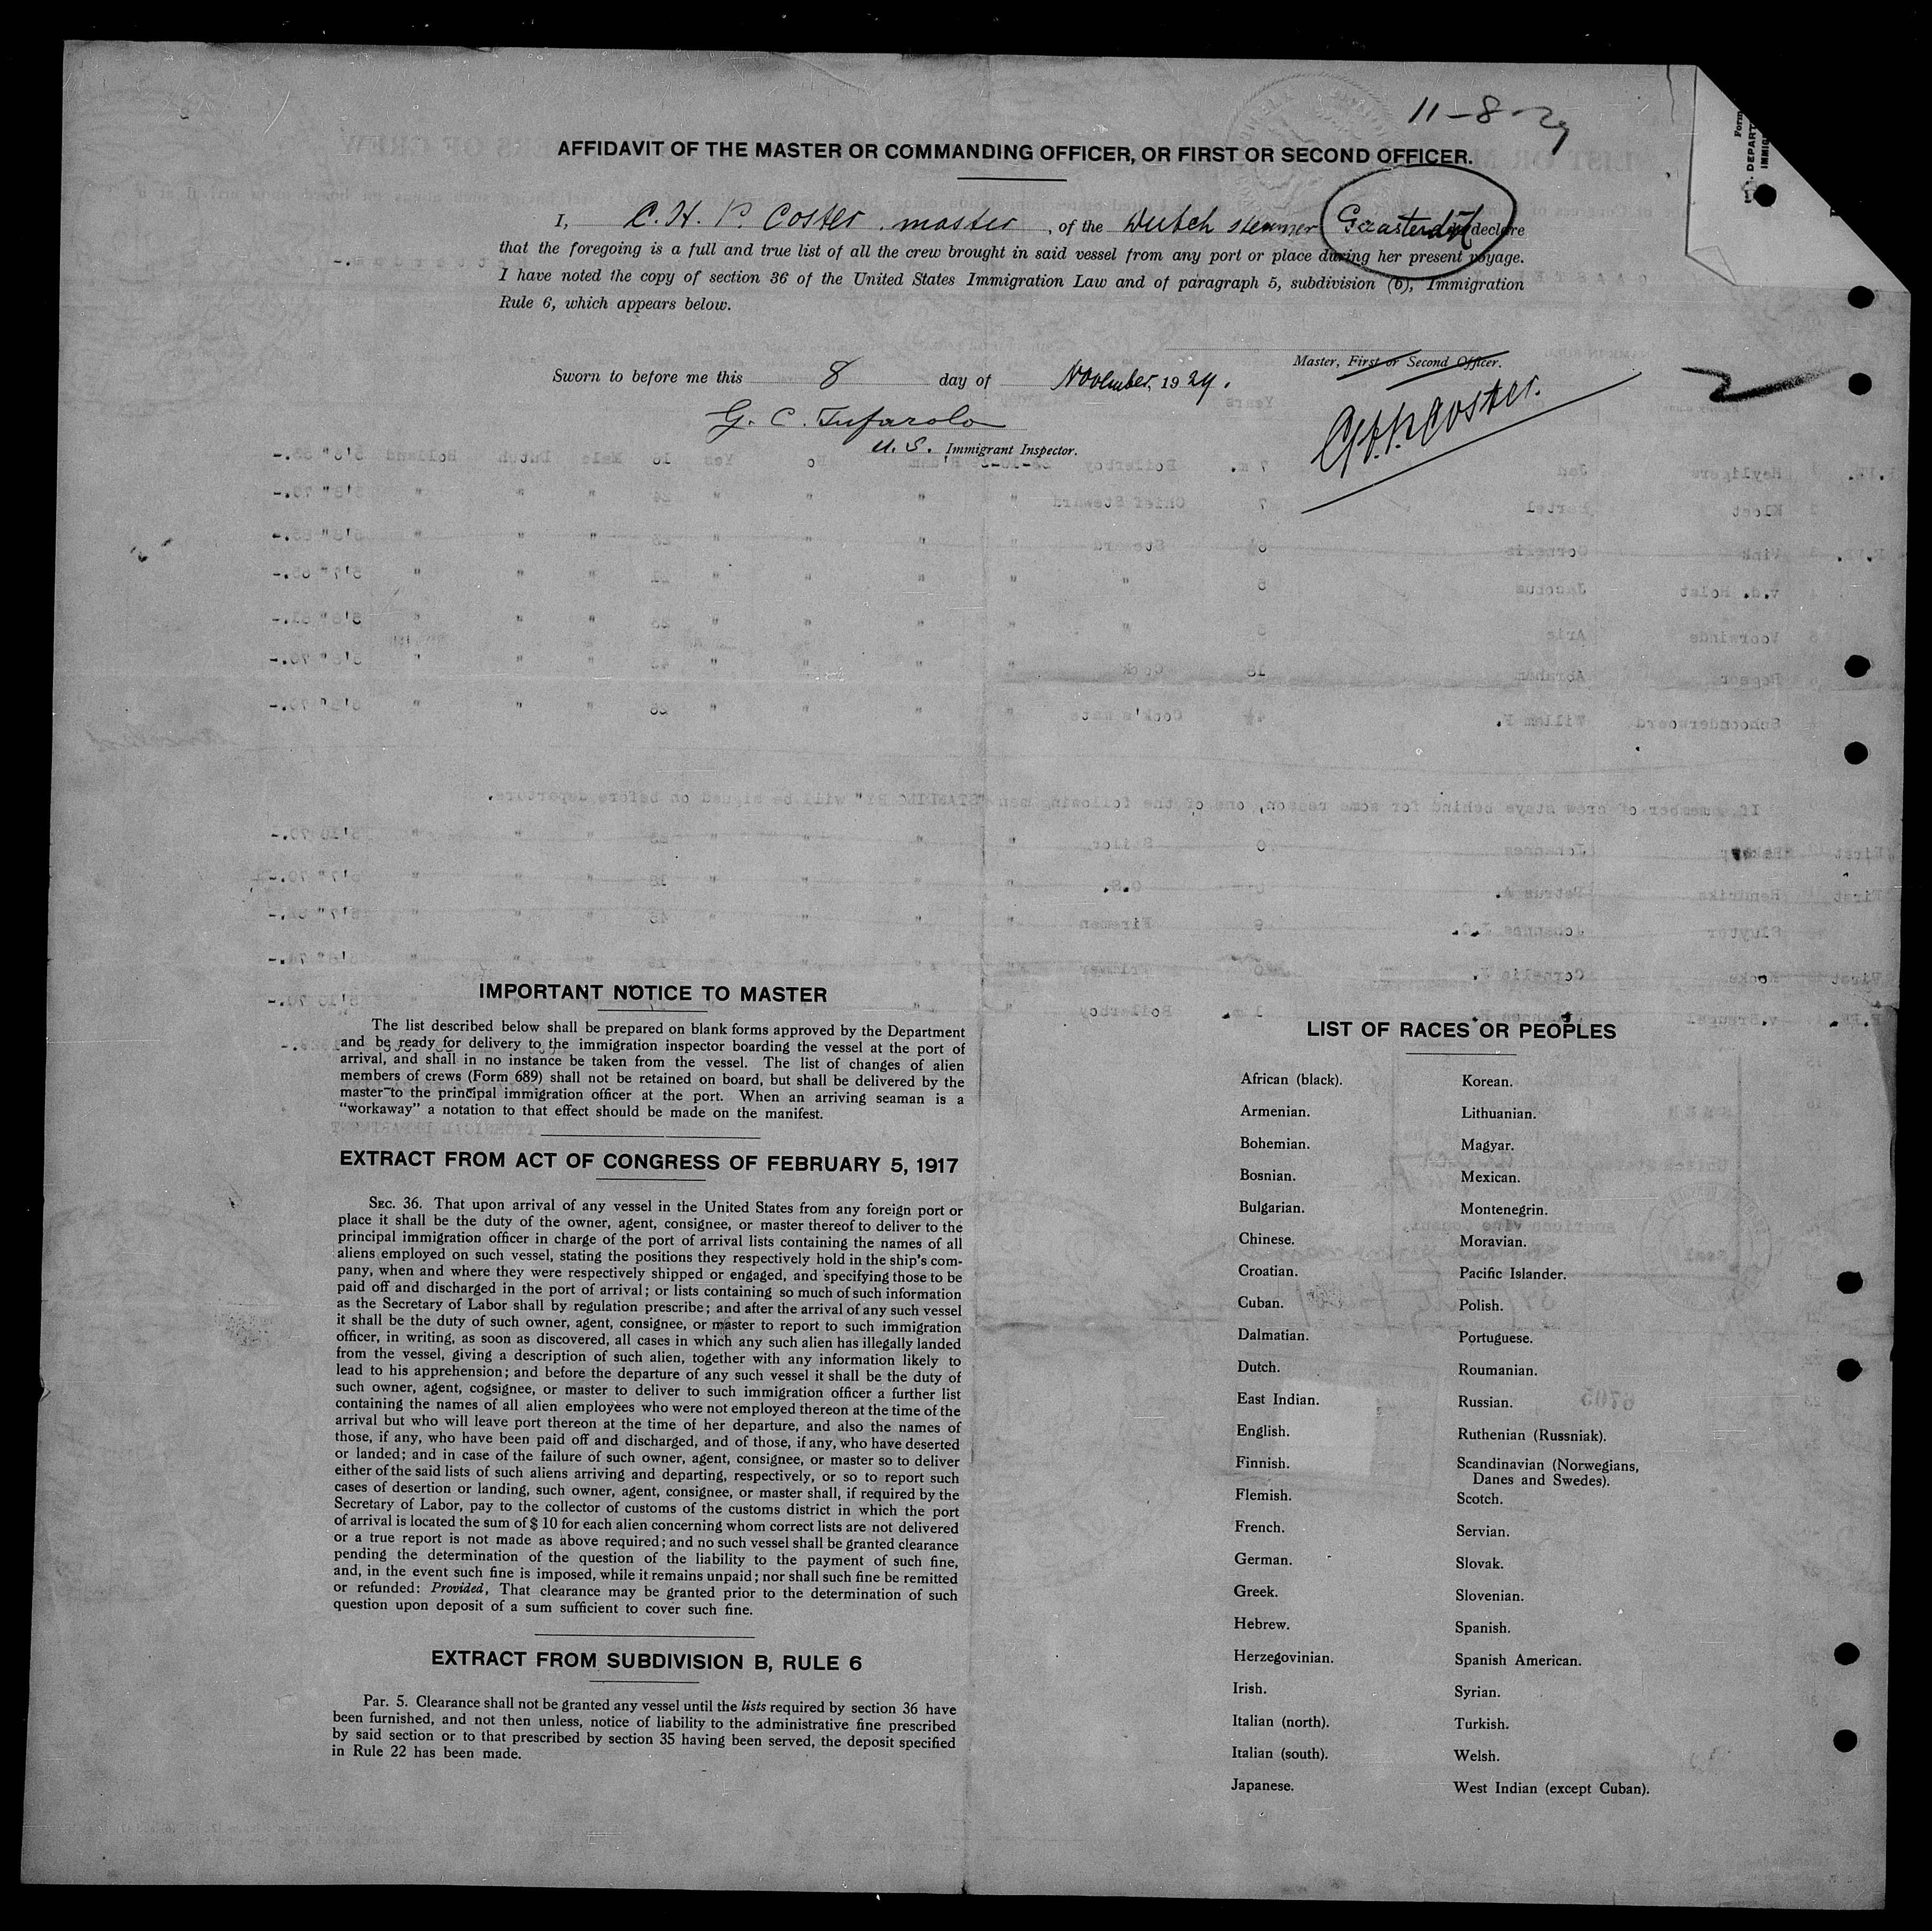 11-8-29
AFFIDAVIT OF THE MASTER OR COMMANDING OFFICER, OR FIRST OR SECOND OFFICER.
I, C. H. P. Coster, master, of the Dutch steamer Gaasterdijk declare
that the foregoing is a full and true list of all the crew brought in said vessel from any port or place during her present voyage.
I have noted the copy of section 36 of the United States Immigration Law and of paragraph 5, subdivision (b), Immigration
Rule 6, which appears below.
Master, First or Second Officer.
Sworn to before me this 8 day of November, 1929.
G. C. Tufarolo
U. S. Immigrant Inspector.
IMPORTANT NOTICE TO MASTER
The list described below shall be prepared on blank forms approved by the Department
and be ready for delivery to the immigration inspector boarding the vessel at the port of
arrival, and shall in no instance be taken from the vessel. The list of changes of alien
members of crews (Form 689) shall not be retained on board, but shall be delivered by the
master to the principal immigration officer at the port. When an arriving seaman is a
"workaway" a notation to that effect should be made on the manifest.
EXTRACT FROM ACT OF CONGRESS OF FEBRUARY 5, 1917
SEC. 36. That upon arrival of any vessel in the United States from any foreign port or
place it shall be the duty of the owner, agent, consignee, or master thereof to deliver to the
principal immigration officer in charge of the port of arrival lists containing the names of all
aliens employed on such vessel, stating the positions they respectively hold in the ship's com-
pany, when and where they were respectively shipped or engaged, and specifying those to be
paid off and discharged in the port of arrival; or lists containing so much of such information
as the Secretary of Labor shall by regulation prescribe; and after the arrival of any such vessel
it shall be the duty of such owner, agent, consignee, or master to report to such immigration
officer, in writing, as soon as discovered, all cases in which any such alien has illegally landed
from the vessel, giving a description of such alien, together with any information likely to
lead to his apprehension; and before the departure of any such vessel it shall be the duty of
such owner, agent, cogsignee, or master to deliver to such immigration officer a further list
containing the names of all alien employees who were not employed thereon at the time of the
arrival but who will leave port thereon at the time of her departure, and also the names of
those, if any, who have been paid off and discharged, and of those, if any, who have deserted
or landed; and in case of the failure of such owner, agent, consignee, or master so to deliver
either of the said lists of such aliens arriving and departing, respectively, or so to report such
cases of desertion or landing, such owner, agent, consignee, or master shall, if required by the
Secretary of Labor, pay to the collector of customs of the customs district in which the port
of arrival is located the sum of $10 for each alien concerning whom correct lists are not delivered
or a true report is not made as above required; and no such vessel shall be granted clearance
pending the determination of the question of the liability to the payment of such fine,
and, in the event such fine is imposed, while it remains unpaid; nor shall such fine be remitted
or refunded: Provided, That clearance may be granted prior to the determination of such
question upon deposit of a sum sufficient to cover such fine.
EXTRACT FROM SUBDIVISION B, RULE 6
Par. 5. Clearance shall not be granted any vessel until the lists required by section 36 have
been furnished, and not then unless, notice of liability to the administrative fine prescribed
by said section or to that prescribed by section 35 having been served, the deposit specified
in Rule 22 has been made.
LIST OF RACES OR PEOPLES
African (black).
Armenian.
Bohemian.
Bosnian.
Bulgarian.
Chinese.
Croatian.
Cuban.
Dalmatian.
Dutch.
East Indian.
English.
Finnish.
Flemish.
French.
German.
Greek.
Hebrew.
Herzegovinian.
Irish.
Italian (north).
Italian (south).
Japanese.
Korean.
Lithuanian.
Magyar.
Mexican.
Montenegrin.
Moravian.
Pacific Islander.
Polish.
Portuguese.
Roumanian.
Russian.
Ruthenian (Russniak).
Scandinavian (Norwegians,
Danes and Swedes).
Scotch.
Servian.
Slovak.
Slovenian.
Spanish.
Spanish American.
Syrian.
Turkish.
Welsh.
West Indian (except Cuban).